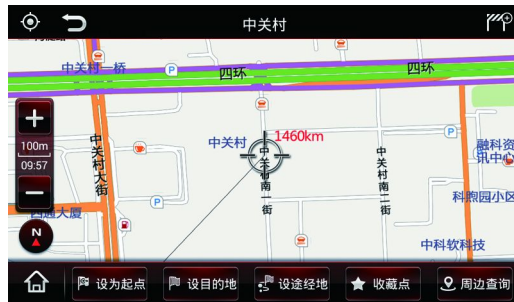 中关村
中关村一桥
P
四环
四环
100m
09:57
中关村大街
中关村
1460km
中关村南一街
中关村南二街
P
融科资
讯中心
P
科煦园小区
大厦
中科软科技
N
设为起点
设目的地
设途经地
收藏点
周边查询